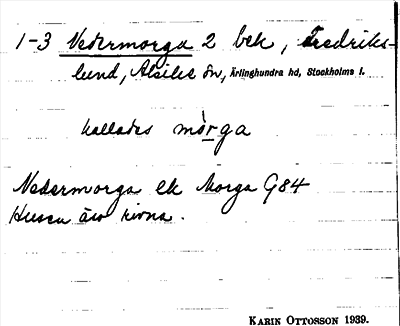 1-3 Nedermorga 2 bek, Fredriks-
lund, Alsike sn, Ärlinghundra hd, Stockholms l.
kallades mòrga
Nedermorga ek Morga G84
Husen äro rivna.
KARIN OTTOSSON 1939.